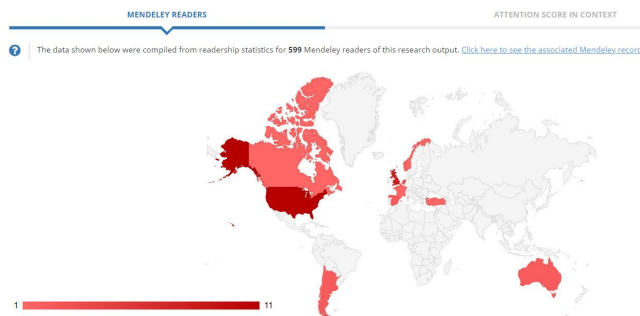 MENDELEY READERS
ATTENTION SCORE IN CONTEXT
? The data shown below were compiled from readership statistics for 599 Mendeley readers of this research output. Click here to see the associated Mendeley record
1
11